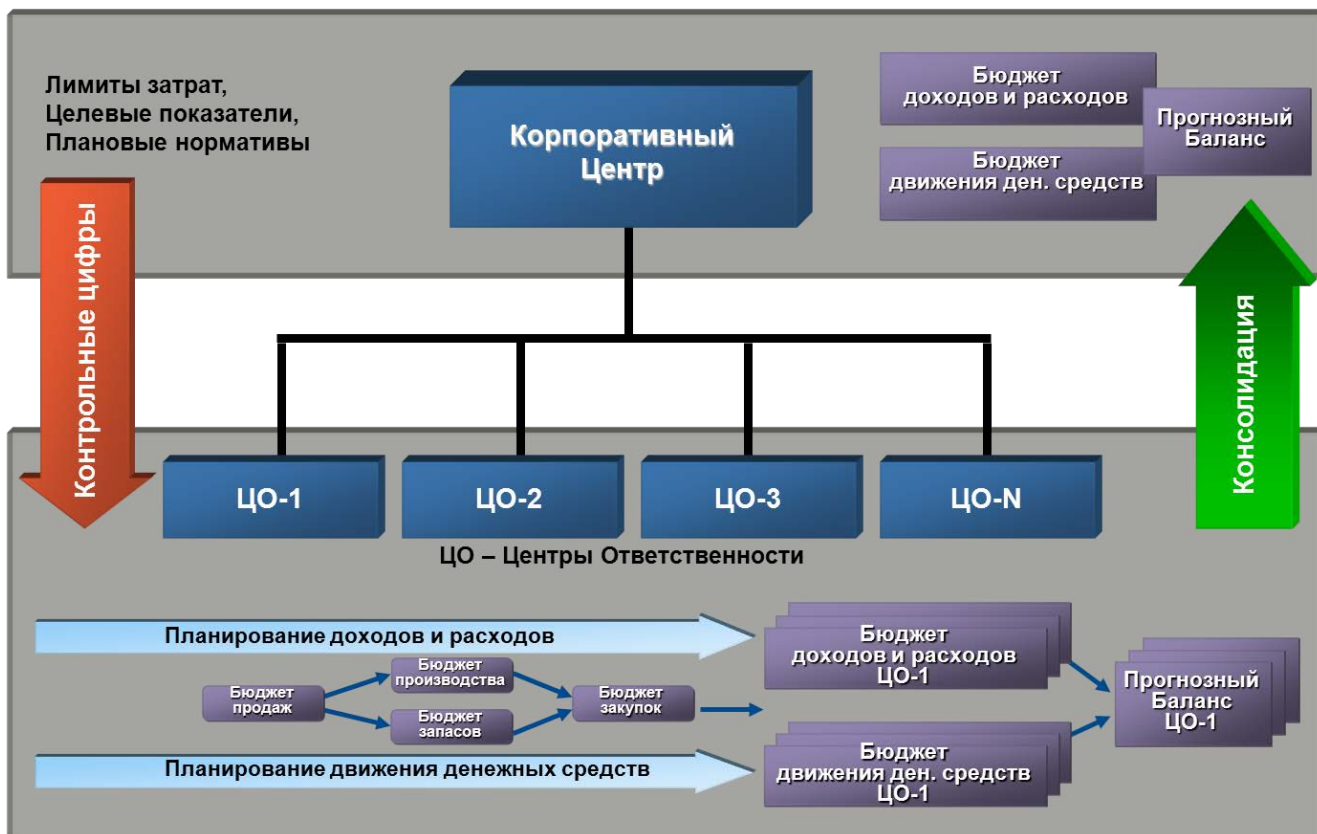 Лимиты затрат,
Целевые показатели,
Плановые нормативы
Корпоративный
Центр
Бюджет
доходов и расходов
Бюджет
движения ден. средств
Прогнозный
Баланс
Контрольные цифры
Консолидация
ЦО-1
ЦО-2
ЦО-3
ЦО-N
ЦО – Центры Ответственности
Планирование доходов и расходов
Бюджет
продаж
Бюджет
производства
Бюджет
запасов
Бюджет
закупок
Планирование движения денежных средств
Бюджет
доходов и расходов
ЦО-1
Бюджет
движения ден. средств
ЦО-1
Прогнозный
Баланс
ЦО-1